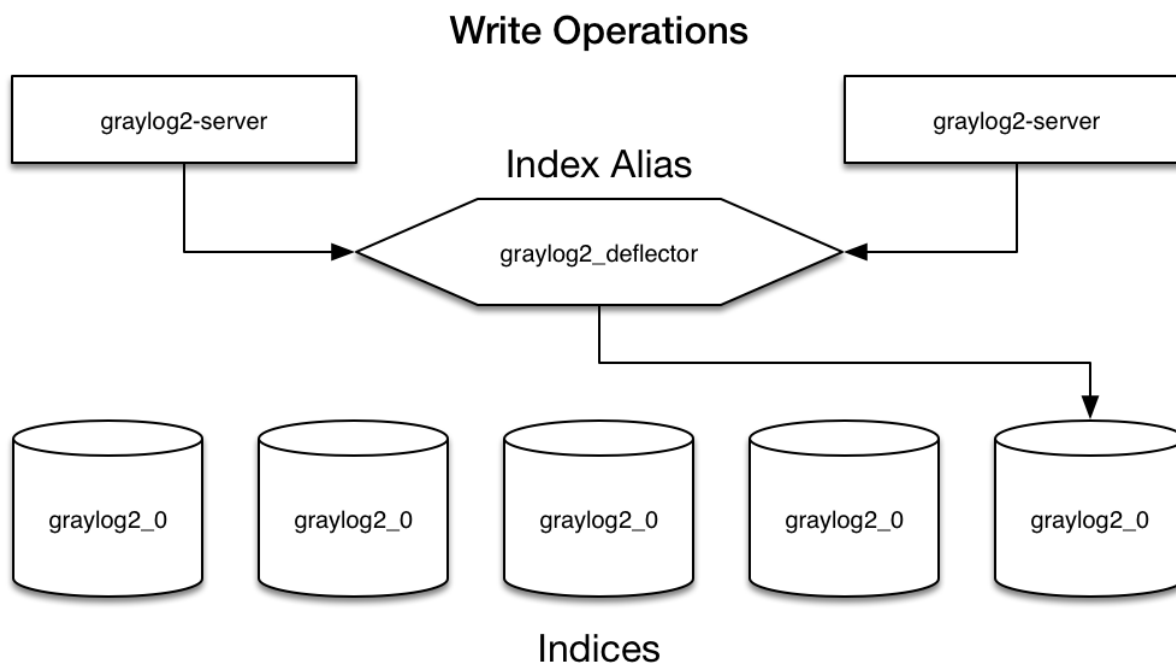 Write Operations
graylog2-server
graylog2-server
Index Alias
graylog2_deflector
graylog2_0
graylog2_0
graylog2_0
graylog2_0
graylog2_0
Indices